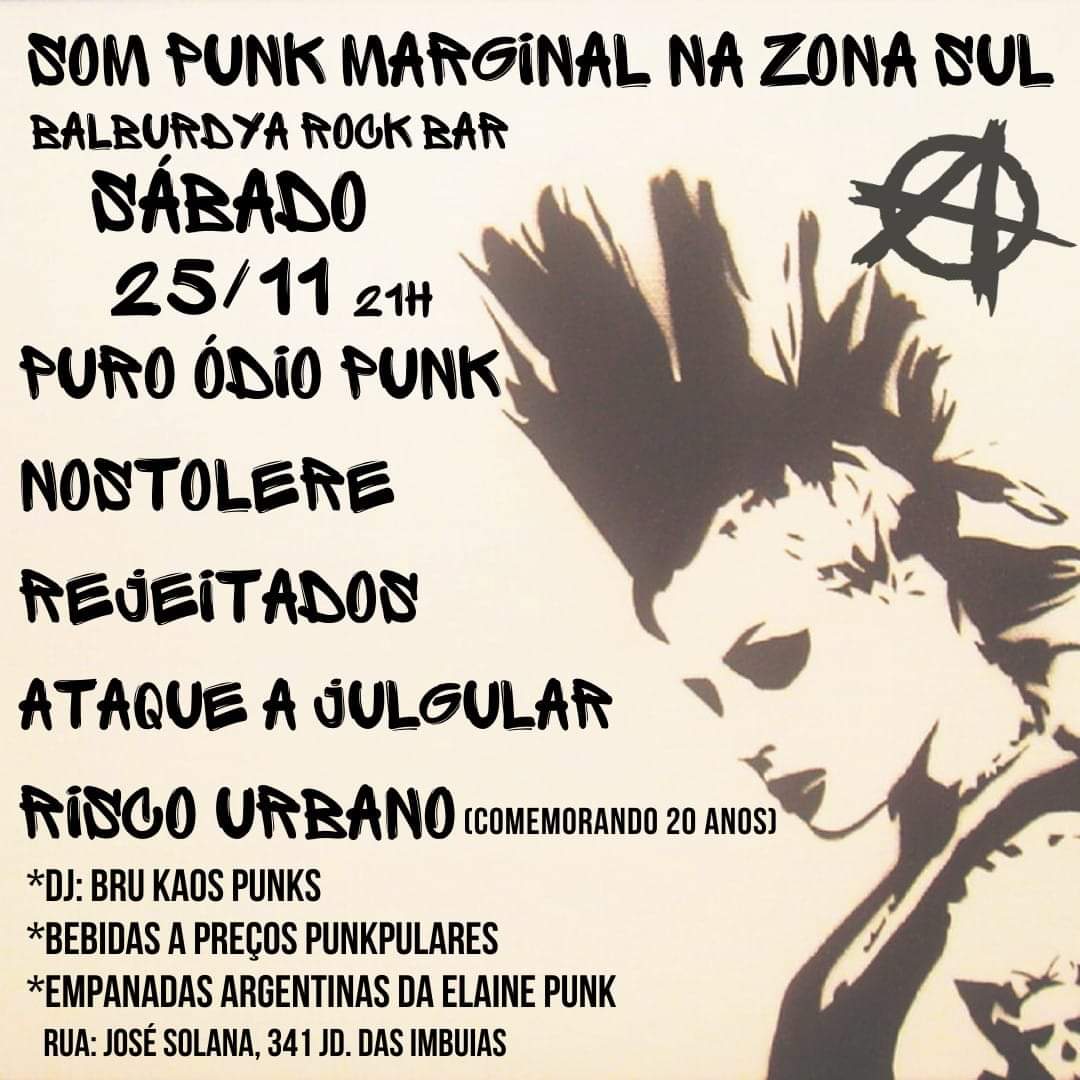 SOM PUNK MARGINAL NA ZONA SUL
BALBURDYA ROCK BAR
SÁBADO
25/11 21H
PURO ÓDIO PUNK
NOSTOLERE
REJEITADOS
ATAQUE A JULGULAR
RISCO URBANO (COMEMORANDO 20 ANOS)
*DJ: BRU KAOS PUNKS
*BEBIDAS A PREÇOS PUNKPULARES
*EMPANADAS ARGENTINAS DA ELAINE PUNK
RUA: JOSÉ SOLANA, 341 JD. DAS IMBUIAS